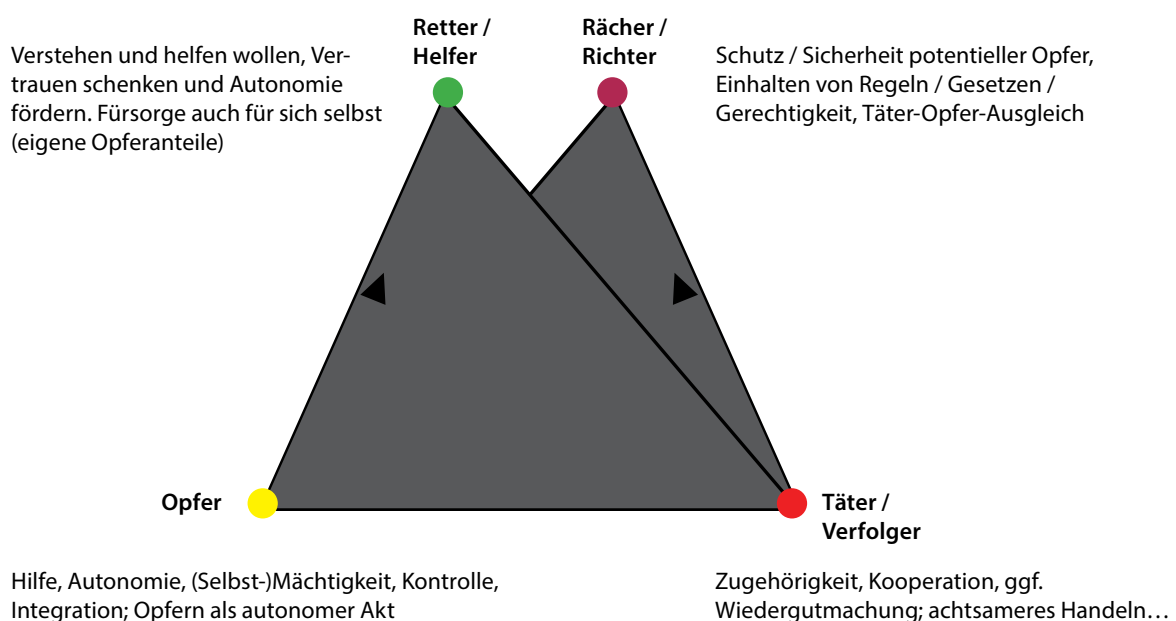 Retter /
Helfer
Rächer /
Richter
Verstehen und helfen wollen, Ver-
trauen schenken und Autonomie
fördern. Fürsorge auch für sich selbst
(eigene Opferanteile)
Schutz / Sicherheit potentieller Opfer,
Einhalten von Regeln / Gesetzen /
Gerechtigkeit, Täter-Opfer-Ausgleich
Opfer
Täter /
Verfolger
Hilfe, Autonomie, (Selbst-)Mächtigkeit, Kontrolle,
Integration; Opfern als autonomer Akt
Zugehörigkeit, Kooperation, ggf.
Wiedergutmachung; achtsameres Handeln…